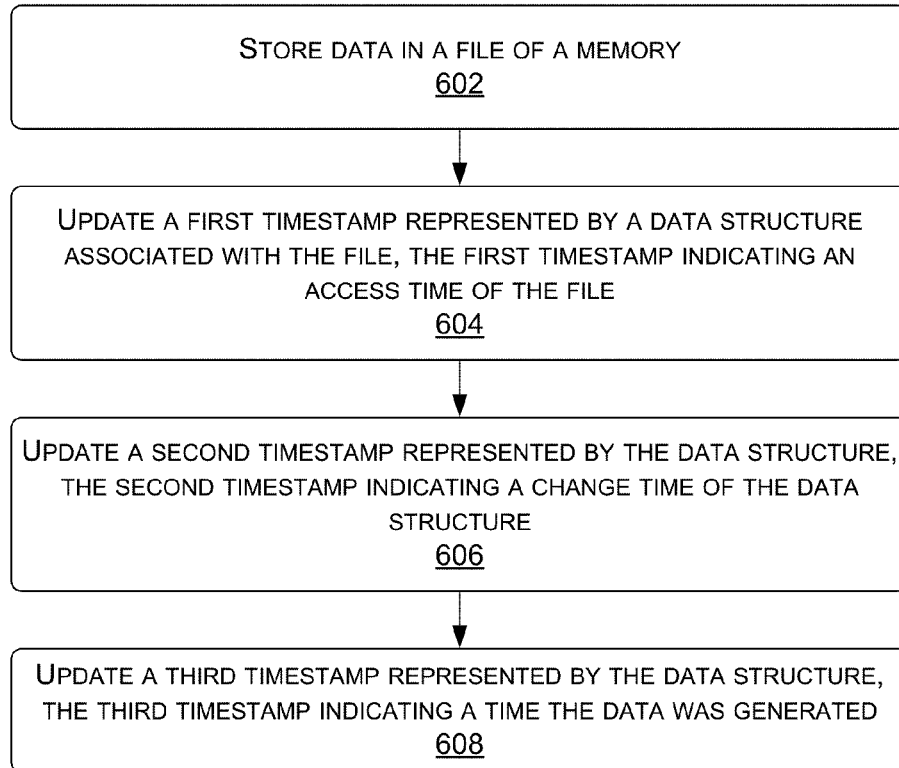 STORE DATA IN A FILE OF A MEMORY
602
UPDATE A FIRST TIMESTAMP REPRESENTED BY A DATA STRUCTURE
ASSOCIATED WITH THE FILE, THE FIRST TIMESTAMP INDICATING AN
ACCESS TIME OF THE FILE
604
UPDATE A SECOND TIMESTAMP REPRESENTED BY THE DATA STRUCTURE,
THE SECOND TIMESTAMP INDICATING A CHANGE TIME OF THE DATA
STRUCTURE
606
UPDATE A THIRD TIMESTAMP REPRESENTED BY THE DATA STRUCTURE,
THE THIRD TIMESTAMP INDICATING A TIME THE DATA WAS GENERATED
608